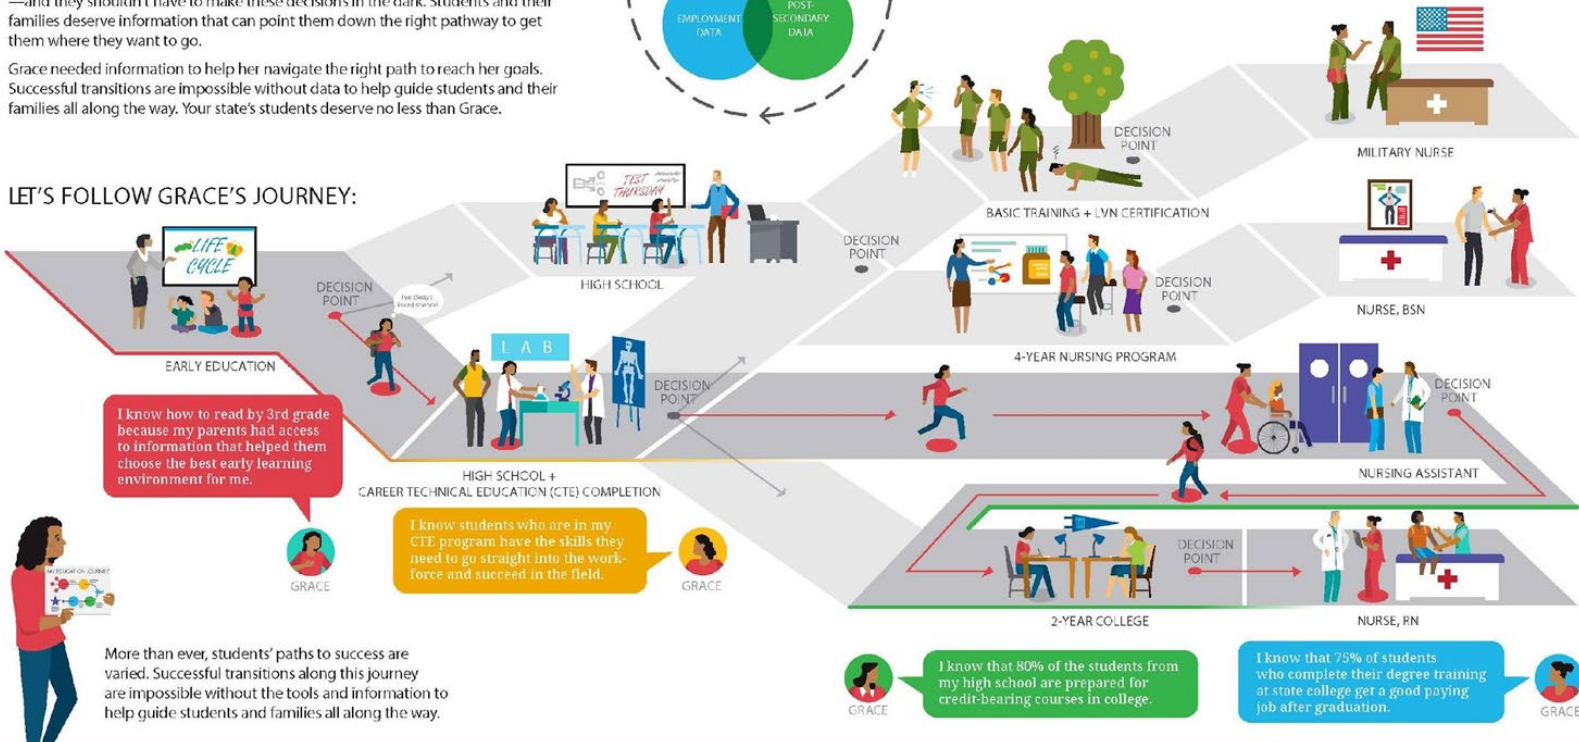 —and they shouldn't have to make these decisions in the dark. Students and their
families deserve information that can point them down the right pathway to get
them where they want to go.
Grace needed information to help her navigate the right path to reach her goals.
Successful transitions are impossible without data to help guide students and their
families all along the way. Your state's students deserve no less than Grace.
EMPLOYMENT
DATA
POST-
SECONDARY
DATA
LET'S FOLLOW GRACE'S JOURNEY:
LIFE
CYCLE
EARLY EDUCATION
DECISION
POINT
I've always
loved science!
TEST
THURSDAY
HIGH SCHOOL
LAB
HIGH SCHOOL +
CAREER TECHNICAL EDUCATION (CTE) COMPLETION
DECISION
POINT
DECISION
POINT
BASIC TRAINING + LVN CERTIFICATION
DECISION
POINT
MILITARY NURSE
4-YEAR NURSING PROGRAM
DECISION
POINT
NURSE, BSN
NURSING ASSISTANT
DECISION
POINT
2-YEAR COLLEGE
DECISION
POINT
NURSE, RN
I know how to read by 3rd grade
because my parents had access
to information that helped them
choose the best early learning
environment for me.
GRACE
I know students who are in my
CTE program have the skills they
need to go straight into the work-
force and succeed in the field.
GRACE
MY EDUCATION JOURNEY
More than ever, students' paths to success are
varied. Successful transitions along this journey
are impossible without the tools and information to
help guide students and families all along the way.
GRACE
I know that 80% of the students from
my high school are prepared for
credit-bearing courses in college.
I know that 75% of students
who complete their degree training
at state college get a good paying
job after graduation.
GRACE